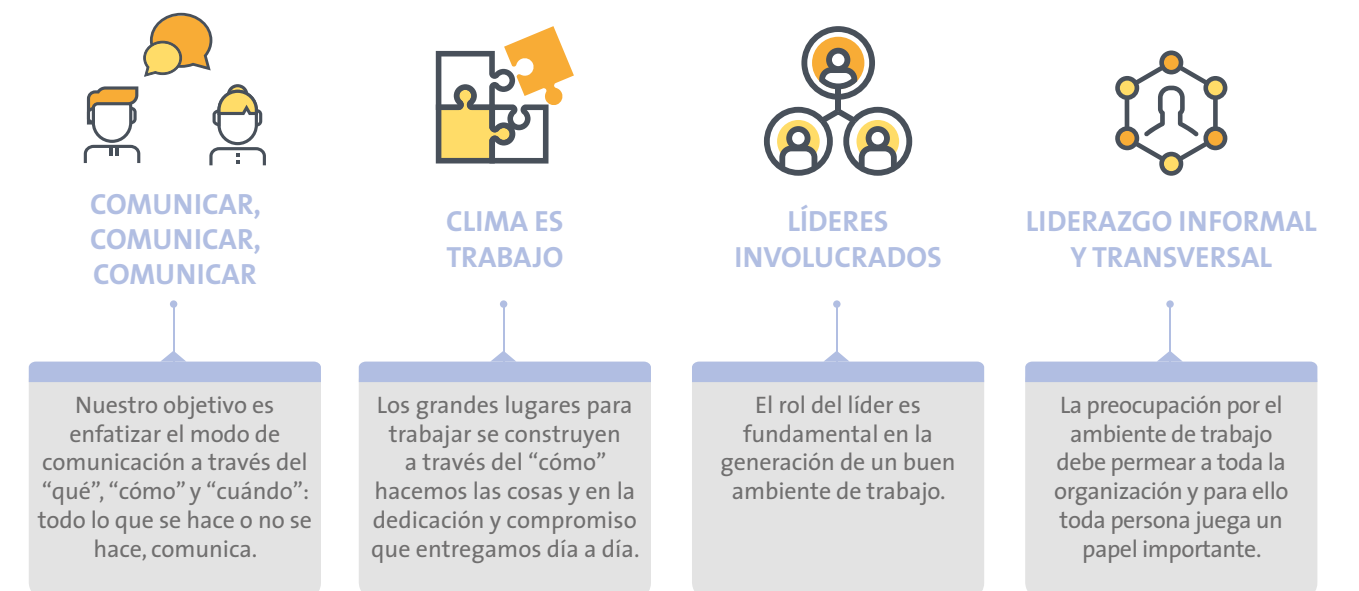 COMUNICAR,
COMUNICAR,
COMUNICAR
Nuestro objetivo es
enfatizar el modo de
comunicación a través del
“qué”, “cómo” y “cuándo”:
todo lo que se hace o no se
hace, comunica.
CLIMA ES
TRABAJO
Los grandes lugares para
trabajar se construyen
a través del “cómo”
hacemos las cosas y en la
dedicación y compromiso
que entregamos día a día.
LÍDERES
INVOLUCRADOS
El rol del líder es
fundamental en la
generación de un buen
ambiente de trabajo.
LIDERAZGO INFORMAL
Y TRANSVERSAL
La preocupación por el
ambiente de trabajo
debe permear a toda la
organización y para ello
toda persona juega un
papel importante.